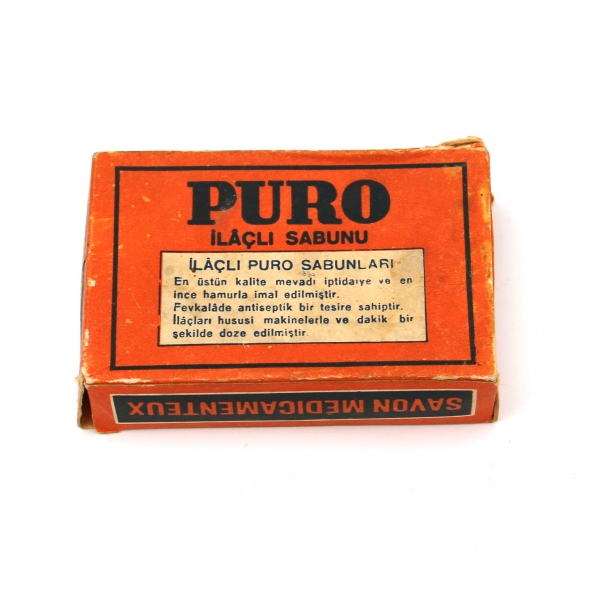 PURO
İLÂÇLI SABUNU
İLÂÇLI PURO SABUNLARI
En üstün kalite mevadı iptidaiye ve en
ince hamurla imal edilmiştir.
Fevkalâde antiseptik bir tesire sahiptir.
İlâçları hususi makinelerle ve dakik bir
şekilde doze edilmiştir.
SAVON MÉDICAMENTEUX